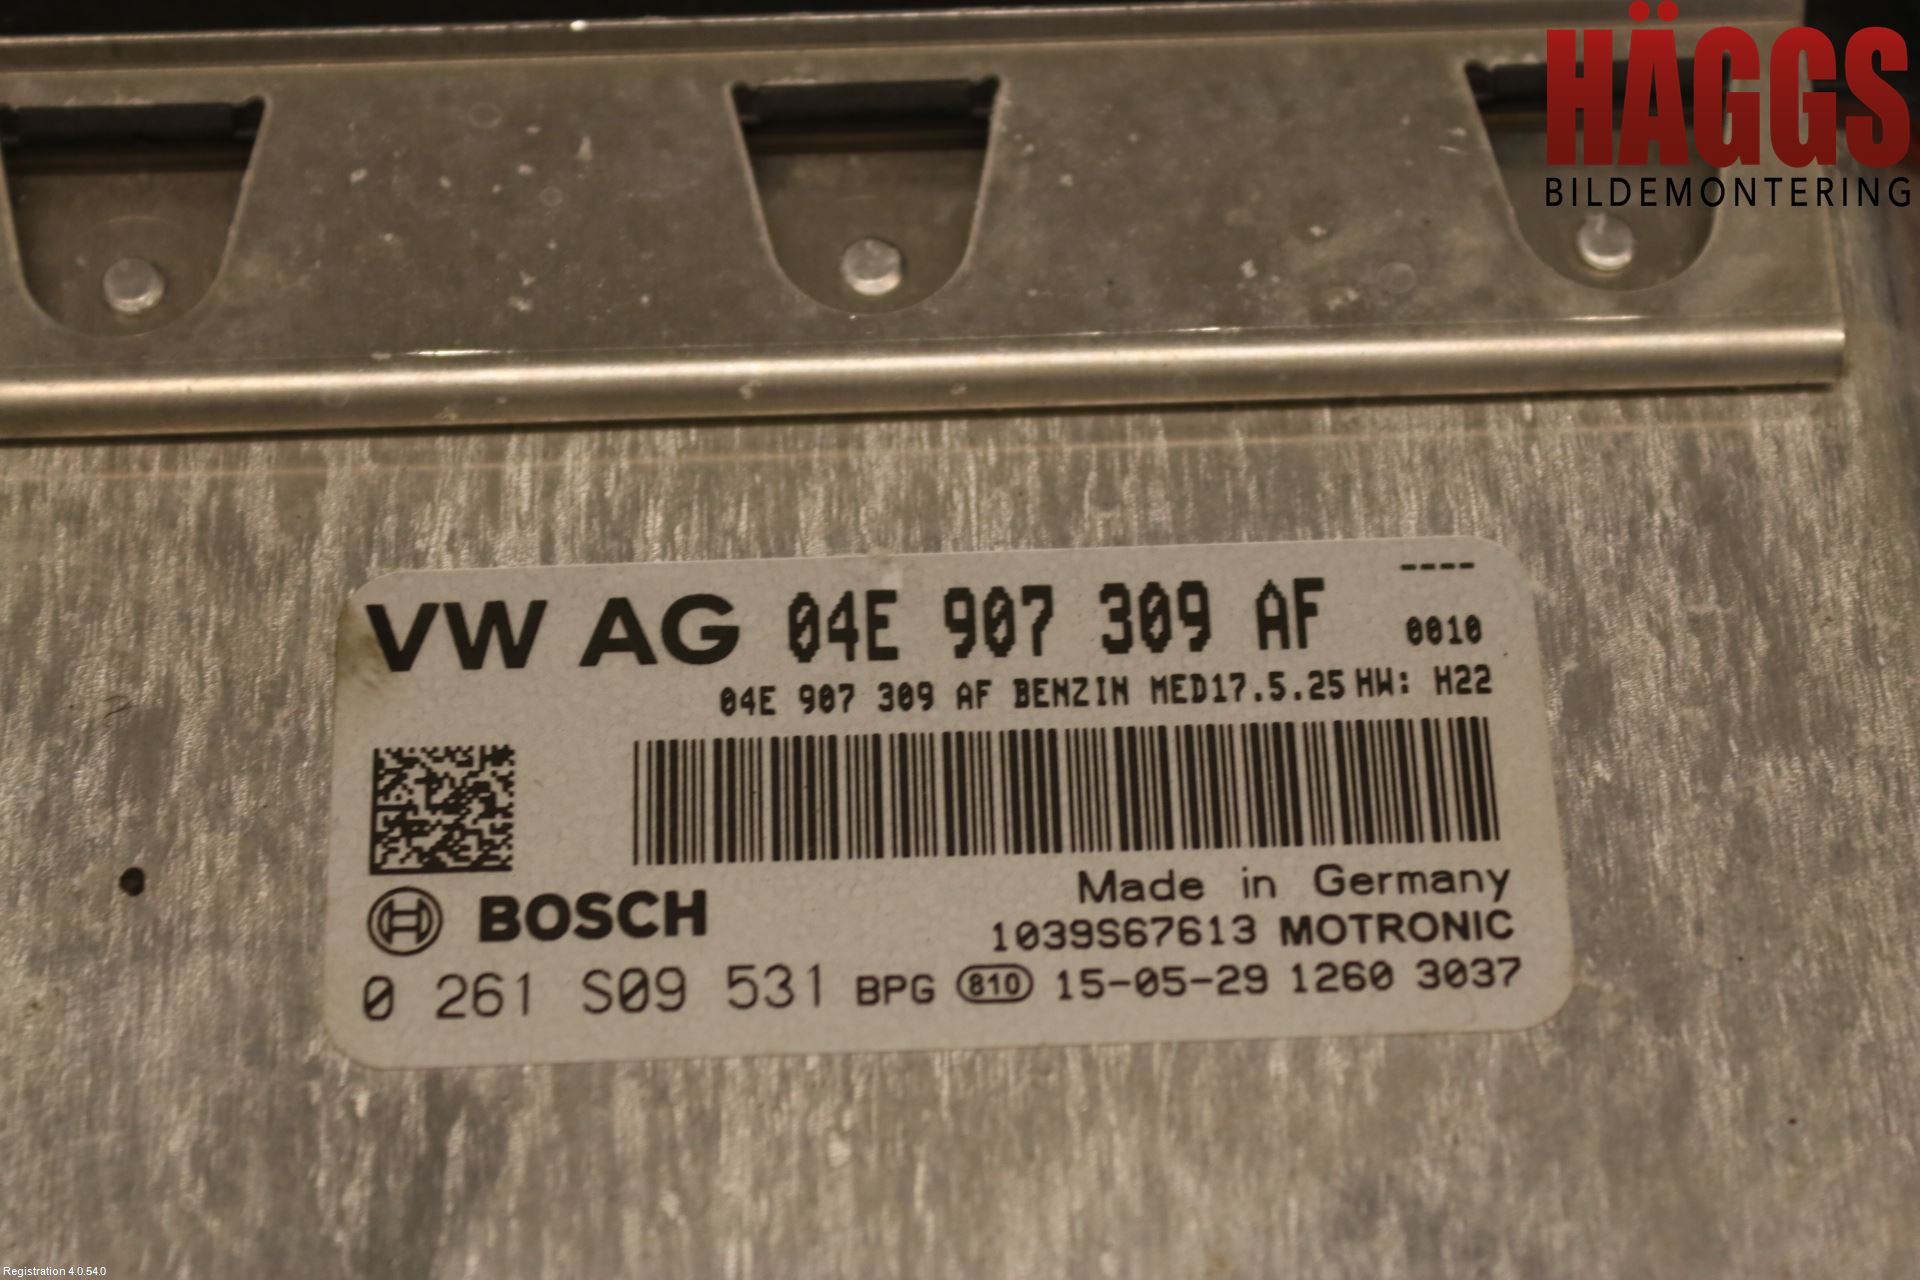 HÄGGS
BILDEMONTERING
----
VW AG 04E 907 309 AF 0010
04E 907 309 AF BENZIN MED17.5.25 HW: H22
Made in Germany
BOSCH 1039S67613 MOTRONIC
0 261 S09 531 BPG 810 15-05-29 1260 3037
Registration 4.0.54.0